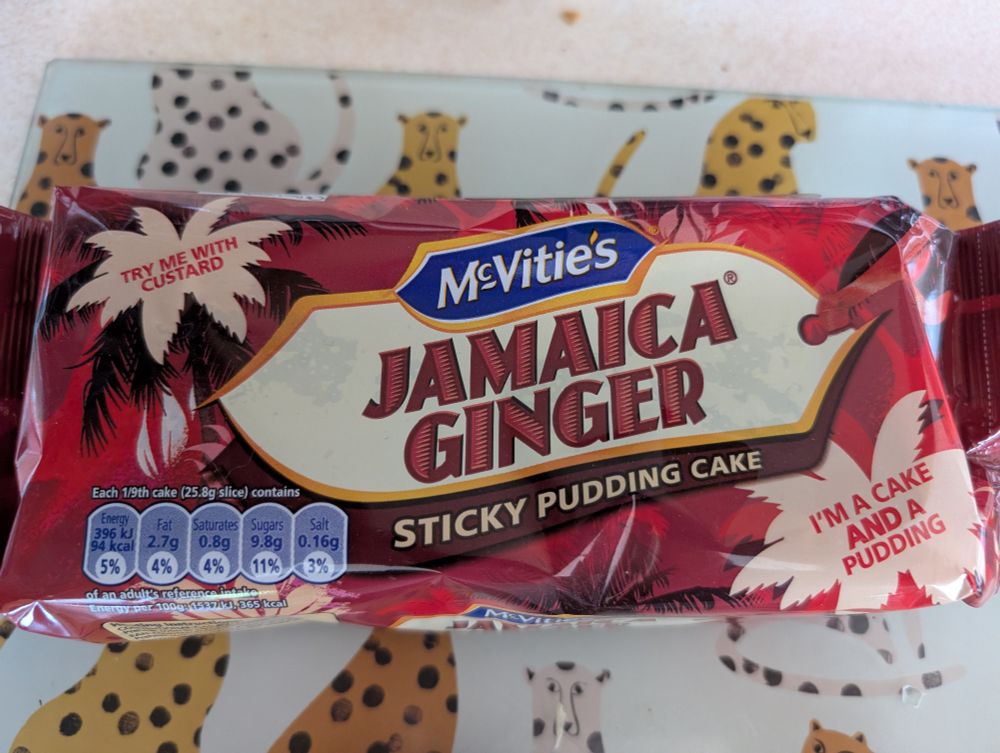 TRY ME WITH
CUSTARD
McVitie's
JAMAICA®
GINGER
STICKY PUDDING CAKE
I'M A CAKE
AND A
PUDDING
Each 1/9th cake (25.8g slice) contains
Energy Fat Saturates Sugars Salt
396 kJ 2.7g 0.8g 9.8g 0.16g
94 kcal
5% 4% 4% 11% 3%
of an adult's reference intake
Energy per 100g: 1537kJ, 365 kcal
McVitie's